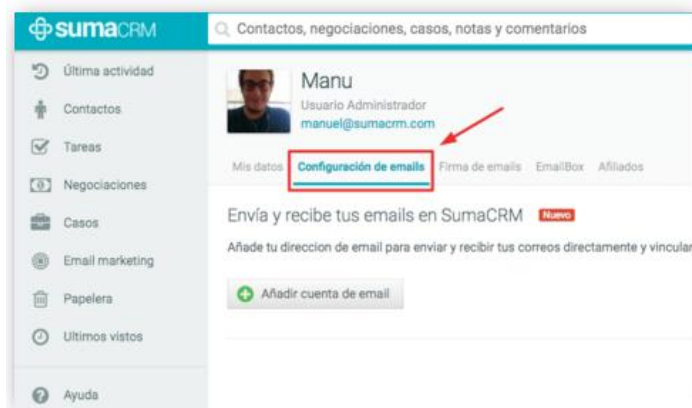 sumaCRM
Contactos, negociaciones, casos, notas y comentarios
Última actividad
Contactos
Tareas
Negociaciones
Casos
Email marketing
Papelera
Ultimos vistos
Ayuda
Manu
Usuario Administrador
manuel@sumacrm.com
Mis datos Configuración de emails Firma de emails EmailBox Afiliados
Envía y recibe tus emails en SumaCRM Nuevo
Añade tu direccion de email para enviar y recibir tus correos directamente y vincular
Añadir cuenta de email